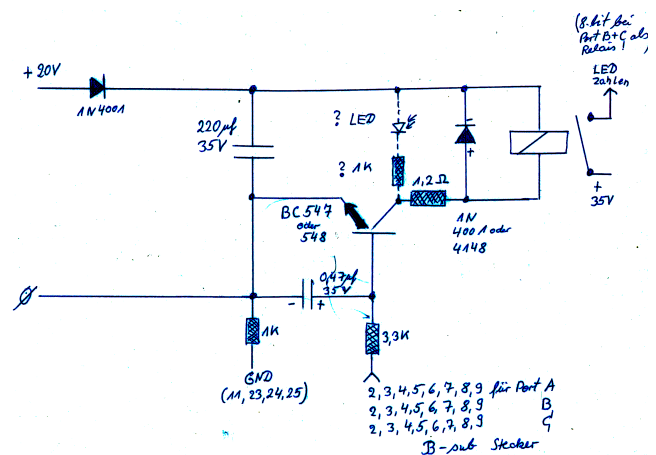 (8-bit bei
Port B+C als
Relais!)
LED
zahlen
+20V
1N4001
220µf
35V
? LED
? 1K
1,2Ω
BC547
oder
548
1N
4001 oder
4148
+
35V
-
+
Ø
0,47µf
35V
-
+
1K
3,3K
GND
(11,23,24,25)
2,3,4,5,6,7,8,9 für Port A
2,3,4,5,6,7,8,9 B
2,3,4,5,6,7,8,9 C
D-sub Stecker